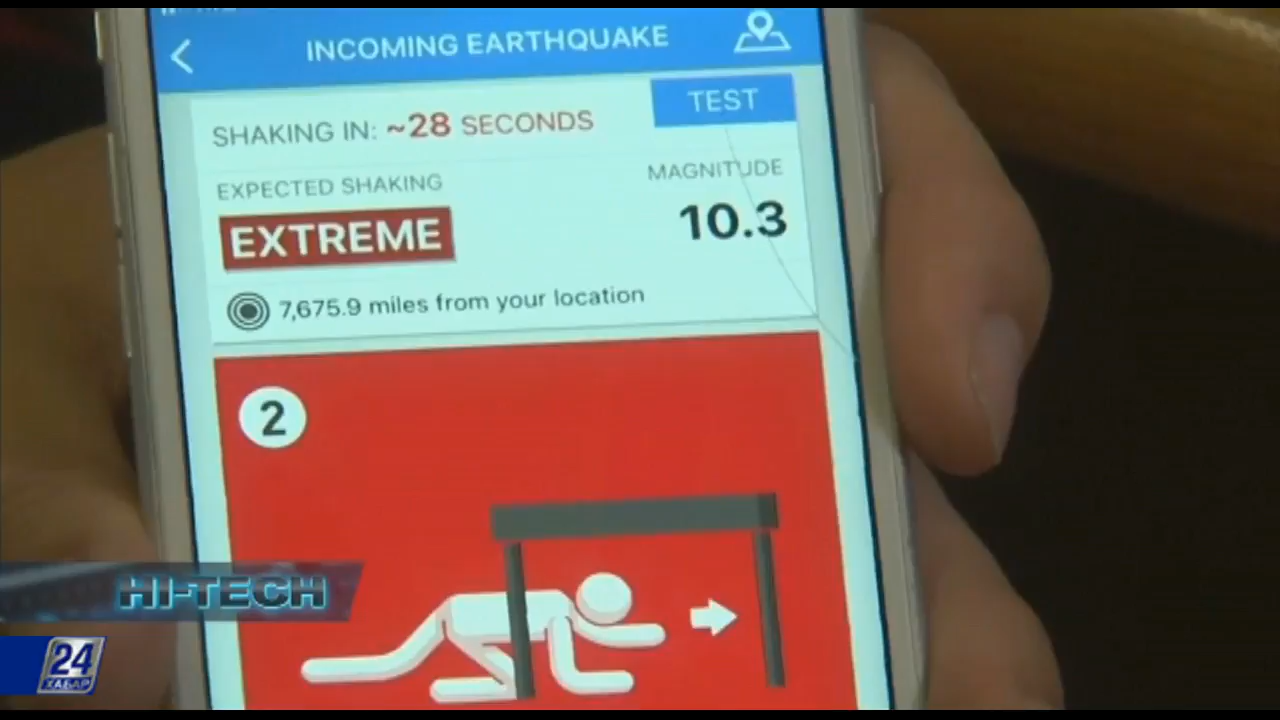 INCOMING EARTHQUAKE
SHAKING IN: ~28 SECONDS
TEST
EXPECTED SHAKING
MAGNITUDE
EXTREME
10.3
7,675.9 miles from your location
2
HI-TECH
24
ХАБАР